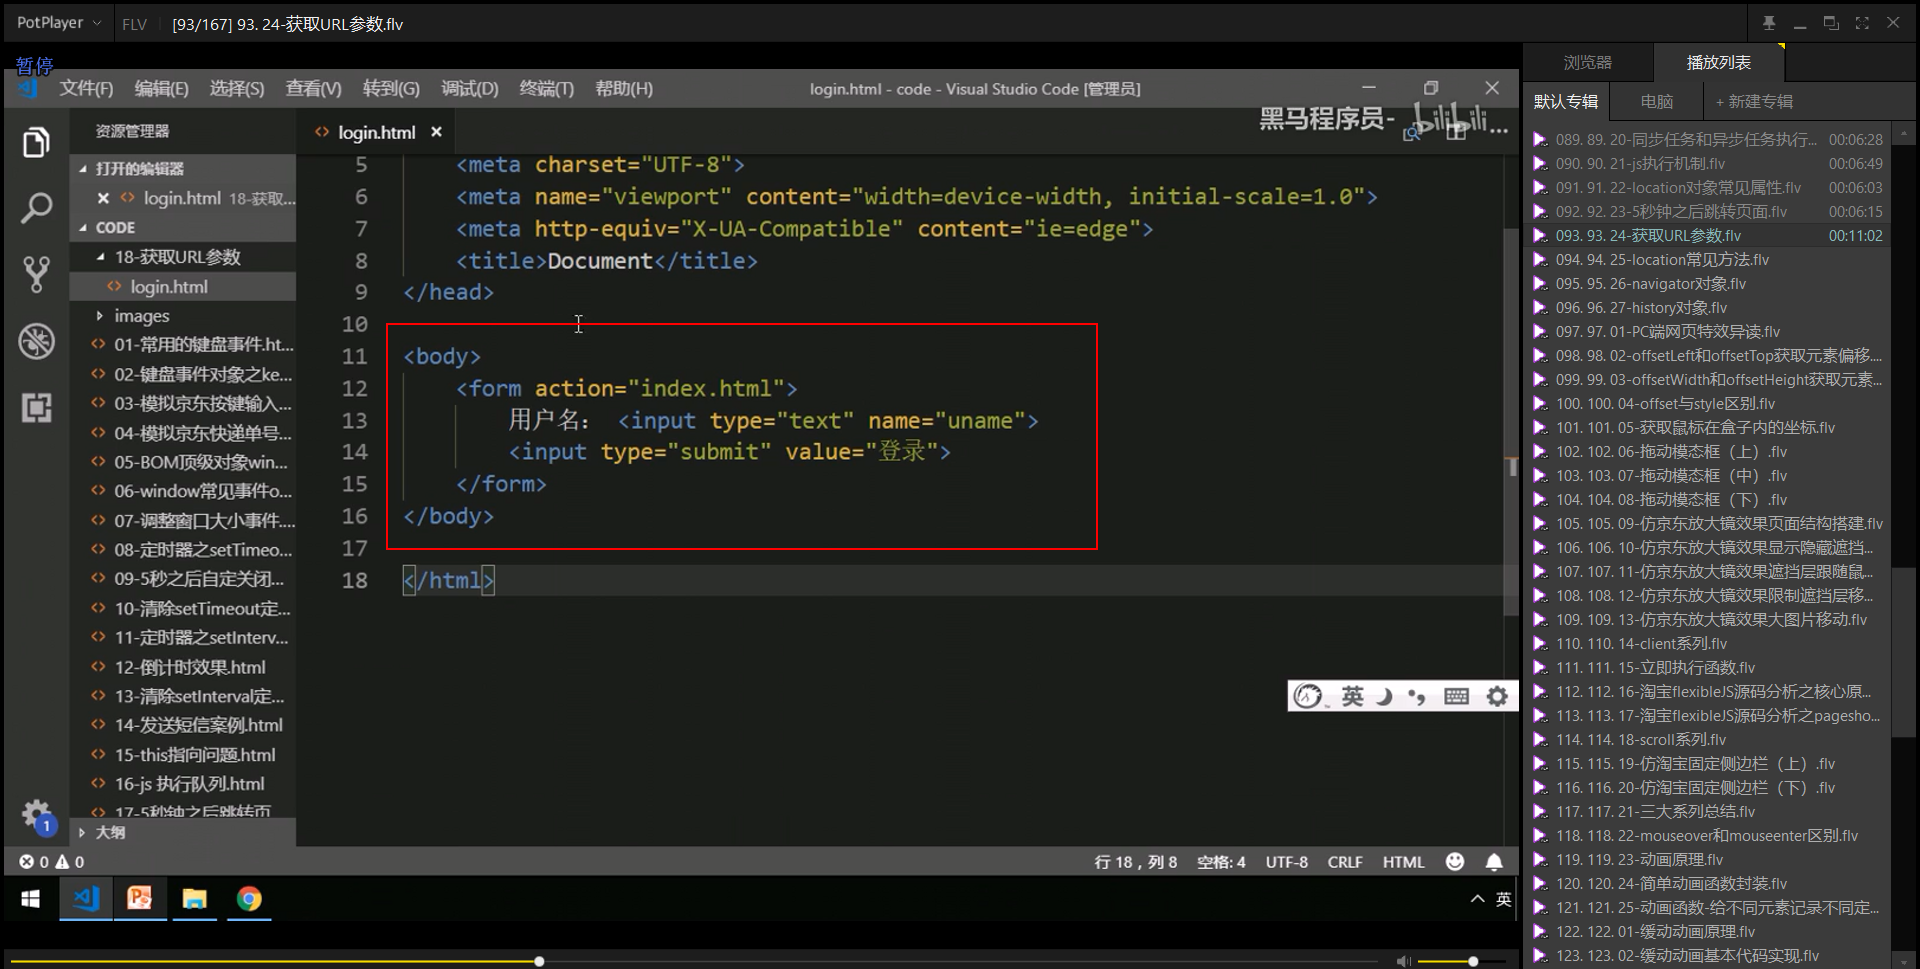 PotPlayer FLV [93/167] 93. 24-获取URL参数.flv
暂停
文件(F) 编辑(E) 选择(S) 查看(V) 转到(G) 调试(D) 终端(T) 帮助(H) login.html - code - Visual Studio Code [管理员]
黑马程序员- bilibili
资源管理器
打开的编辑器
login.html 18-获取...
CODE
18-获取URL参数
login.html
images
01-常用的键盘事件.ht...
02-键盘事件对象之ke...
03-模拟京东按键输入...
04-模拟京东快递单号...
05-BOM顶级对象win...
06-window常见事件o...
07-调整窗口大小事件....
08-定时器之setTimeo...
09-5秒之后自定关闭...
10-清除setTimeout定...
11-定时器之setInterv...
12-倒计时效果.html
13-清除setInterval定...
14-发送短信案例.html
15-this指向问题.html
16-js 执行队列.html
17-5秒钟之后跳转页
大纲
1
login.html
5 <meta charset="UTF-8">
6 <meta name="viewport" content="width=device-width, initial-scale=1.0">
7 <meta http-equiv="X-UA-Compatible" content="ie=edge">
8 <title>Document</title>
9 </head>
10
11 <body>
12 <form action="index.html">
13 用户名： <input type="text" name="uname">
14 <input type="submit" value="登录">
15 </form>
16 </body>
17
18 </html>
英
0 0 行 18，列 8 空格: 4 UTF-8 CRLF HTML
英
浏览器 播放列表
默认专辑 电脑 + 新建专辑
089. 89. 20-同步任务和异步任务执行... 00:06:28
090. 90. 21-js执行机制.flv 00:06:49
091. 91. 22-location对象常见属性.flv 00:06:03
092. 92. 23-5秒钟之后跳转页面.flv 00:06:15
093. 93. 24-获取URL参数.flv 00:11:02
094. 94. 25-location常见方法.flv
095. 95. 26-navigator对象.flv
096. 96. 27-history对象.flv
097. 97. 01-PC端网页特效异读.flv
098. 98. 02-offsetLeft和offsetTop获取元素偏移....
099. 99. 03-offsetWidth和offsetHeight获取元素...
100. 100. 04-offset与style区别.flv
101. 101. 05-获取鼠标在盒子内的坐标.flv
102. 102. 06-拖动模态框（上）.flv
103. 103. 07-拖动模态框（中）.flv
104. 104. 08-拖动模态框（下）.flv
105. 105. 09-仿京东放大镜效果页面结构搭建.flv
106. 106. 10-仿京东放大镜效果显示隐藏遮挡...
107. 107. 11-仿京东放大镜效果遮挡层跟随鼠...
108. 108. 12-仿京东放大镜效果限制遮挡层移...
109. 109. 13-仿京东放大镜效果大图片移动.flv
110. 110. 14-client系列.flv
111. 111. 15-立即执行函数.flv
112. 112. 16-淘宝flexibleJS源码分析之核心原...
113. 113. 17-淘宝flexibleJS源码分析之pagesho...
114. 114. 18-scroll系列.flv
115. 115. 19-仿淘宝固定侧边栏（上）.flv
116. 116. 20-仿淘宝固定侧边栏（下）.flv
117. 117. 21-三大系列总结.flv
118. 118. 22-mouseover和mouseenter区别.flv
119. 119. 23-动画原理.flv
120. 120. 24-简单动画函数封装.flv
121. 121. 25-动画函数-给不同元素记录不同定...
122. 122. 01-缓动动画原理.flv
123. 123. 02-缓动动画基本代码实现.flv